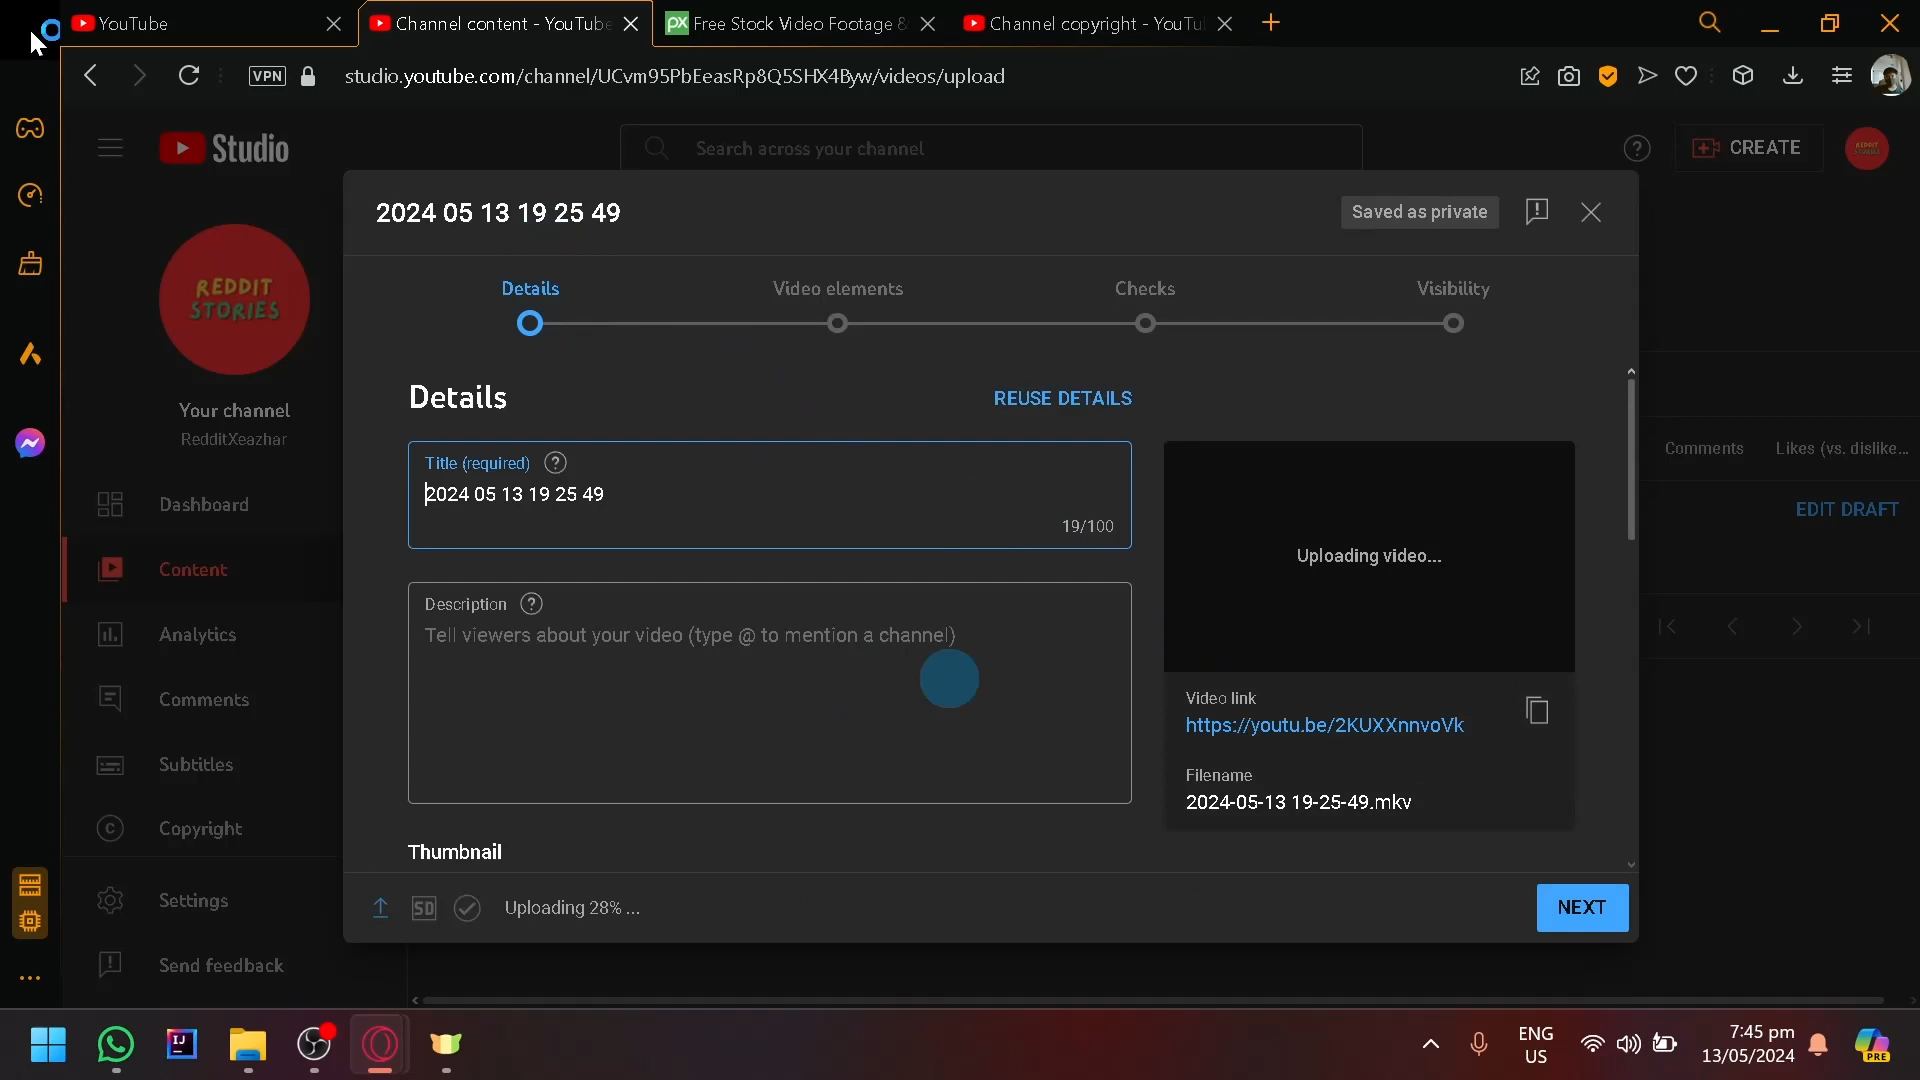 YouTube
Channel content - YouTube
Free Stock Video Footage &
Channel copyright - YouTu
VPN
studio.youtube.com/channel/UCvm95PbEeasRp8Q5SHX4Byw/videos/upload
Studio
Search across your channel
CREATE
2024 05 13 19 25 49
Saved as private
REDDIT
STORIES
Details
Video elements
Checks
Visibility
Your channel
RedditXeazhar
Details
REUSE DETAILS
Comments
Likes (vs. dislike...
Title (required)
2024 05 13 19 25 49
19/100
EDIT DRAFT
Dashboard
Content
Analytics
Comments
Subtitles
Copyright
Settings
Send feedback
Uploading video...
Description
Tell viewers about your video (type @ to mention a channel)
Video link
https://youtu.be/2KUXXnnvoVk
Filename
2024-05-13 19-25-49.mkv
Thumbnail
SD
Uploading 28% ...
NEXT
IJ
ENG
US
7:45 pm
13/05/2024
PRE